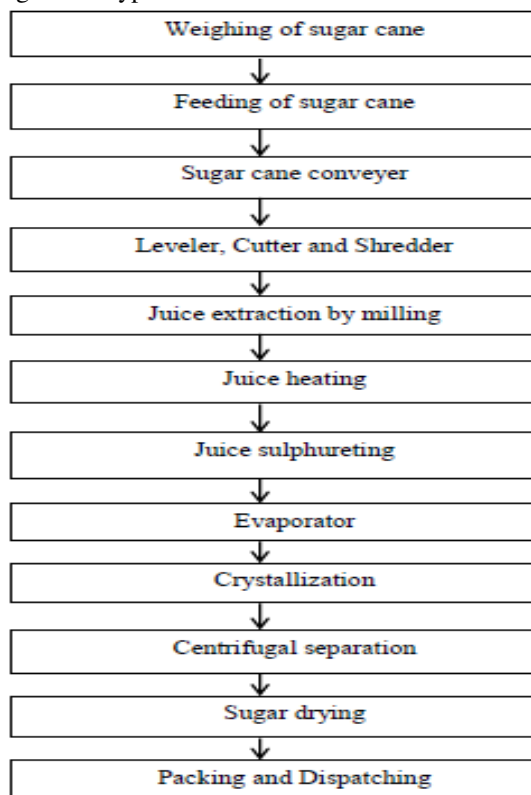 Weighing of sugar cane
Feeding of sugar cane
Sugar cane conveyer
Leveler, Cutter and Shredder
Juice extraction by milling
Juice heating
Juice sulphureting
Evaporator
Crystallization
Centrifugal separation
Sugar drying
Packing and Dispatching